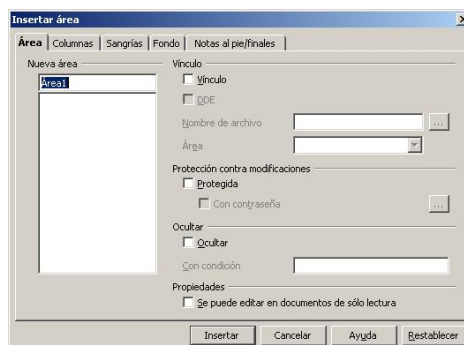 Insertar área
Área Columnas Sangrías Fondo Notas al pie/finales
Nueva área
Área1
Vínculo
Vínculo
DDE
Nombre de archivo
...
Área
Protección contra modificaciones
Protegida
Con contraseña
...
Ocultar
Ocultar
Con condición
Propiedades
Se puede editar en documentos de sólo lectura
Insertar Cancelar Ayuda Restablecer